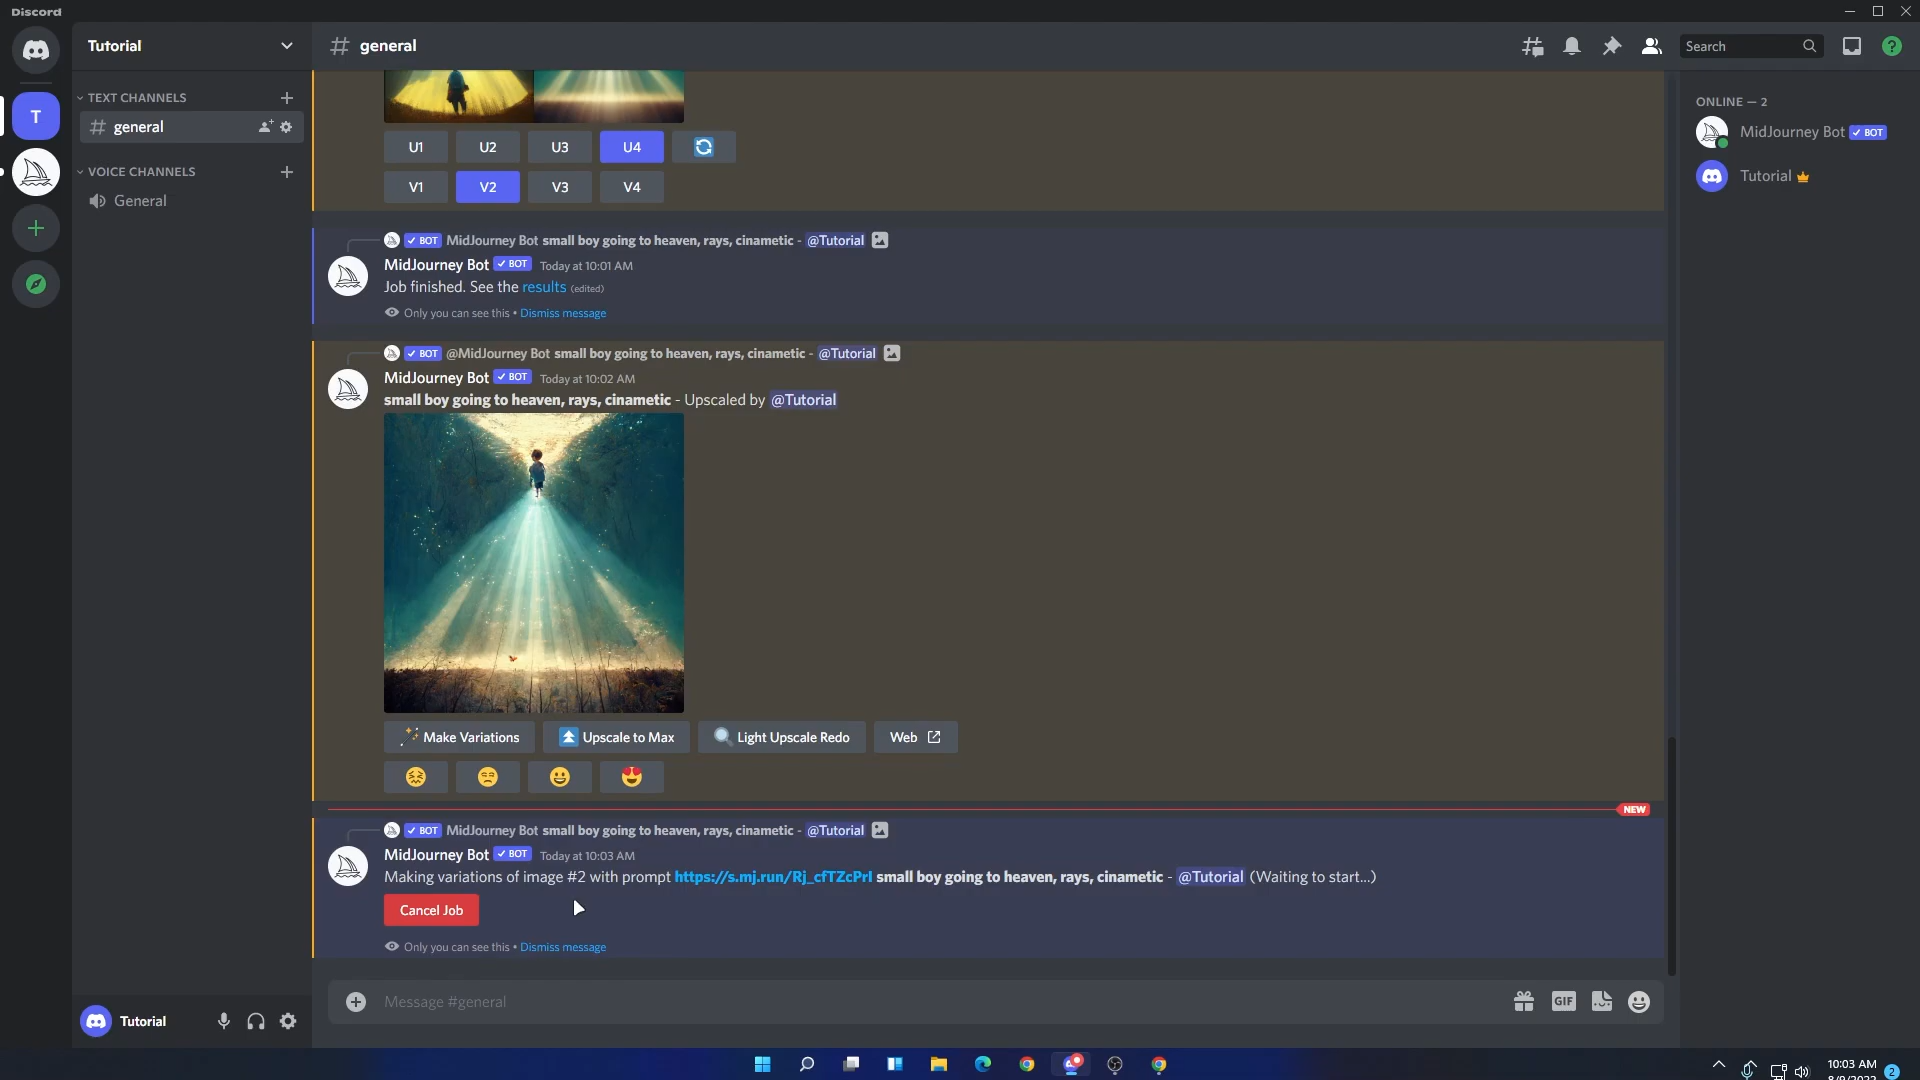 Discord
Tutorial
general
Search
TEXT CHANNELS
general
VOICE CHANNELS
General
T
U1 U2 U3 U4
V1 V2 V3 V4
BOT MidJourney Bot small boy going to heaven, rays, cinametic - @Tutorial
MidJourney Bot BOT Today at 10:01 AM
Job finished. See the results (edited)
Only you can see this • Dismiss message
BOT @MidJourney Bot small boy going to heaven, rays, cinametic - @Tutorial
MidJourney Bot BOT Today at 10:02 AM
small boy going to heaven, rays, cinametic - Upscaled by @Tutorial
Make Variations Upscale to Max Light Upscale Redo Web
NEW
BOT MidJourney Bot small boy going to heaven, rays, cinametic - @Tutorial
MidJourney Bot BOT Today at 10:03 AM
Making variations of image #2 with prompt https://s.mj.run/Rj_cfTZcPrI small boy going to heaven, rays, cinametic - @Tutorial (Waiting to start...)
Cancel Job
Only you can see this • Dismiss message
Message #general
GIF
ONLINE — 2
MidJourney Bot BOT
Tutorial
Tutorial
10:03 AM
2